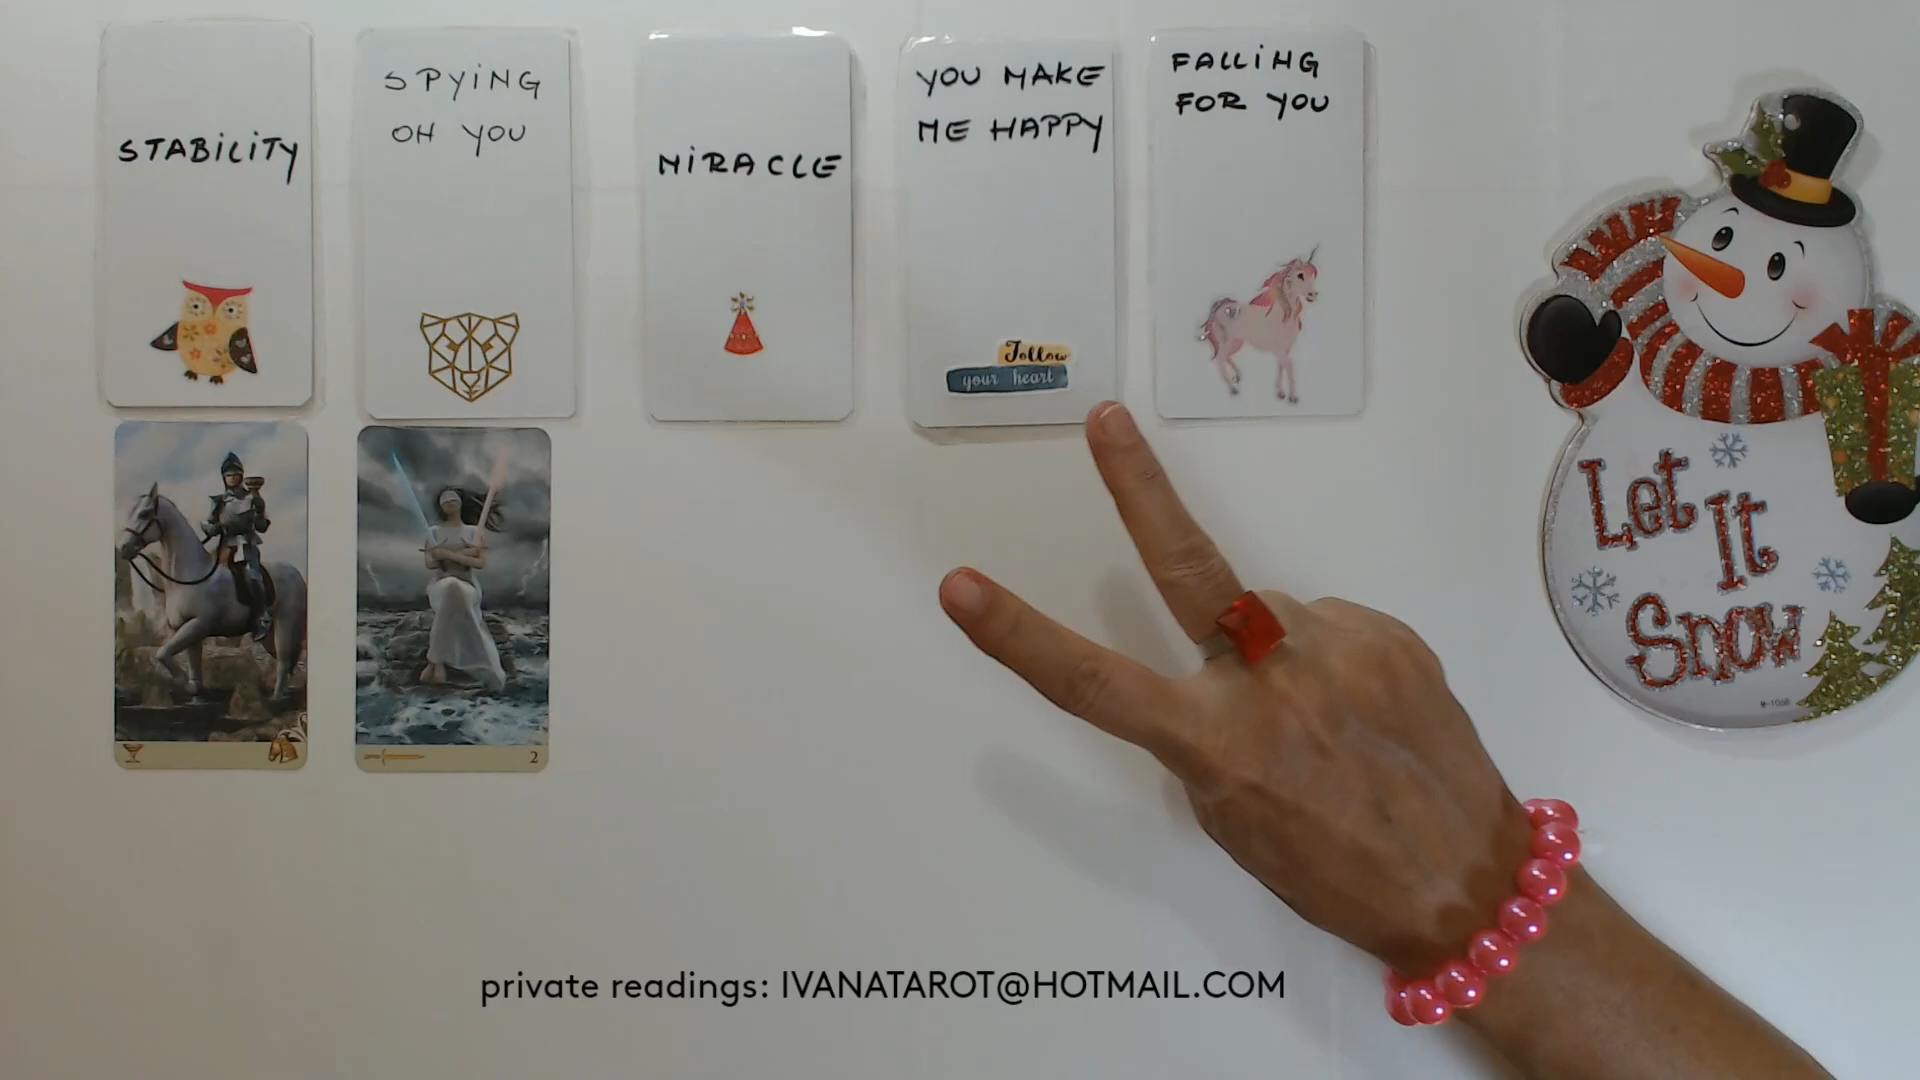 STABILITY
SPYING
ON YOU
MIRACLE
YOU MAKE
ME HAPPY
Follow
your heart
FALLING
FOR YOU
2
Let
It
Snow
private readings: IVANATAROT@HOTMAIL.COM